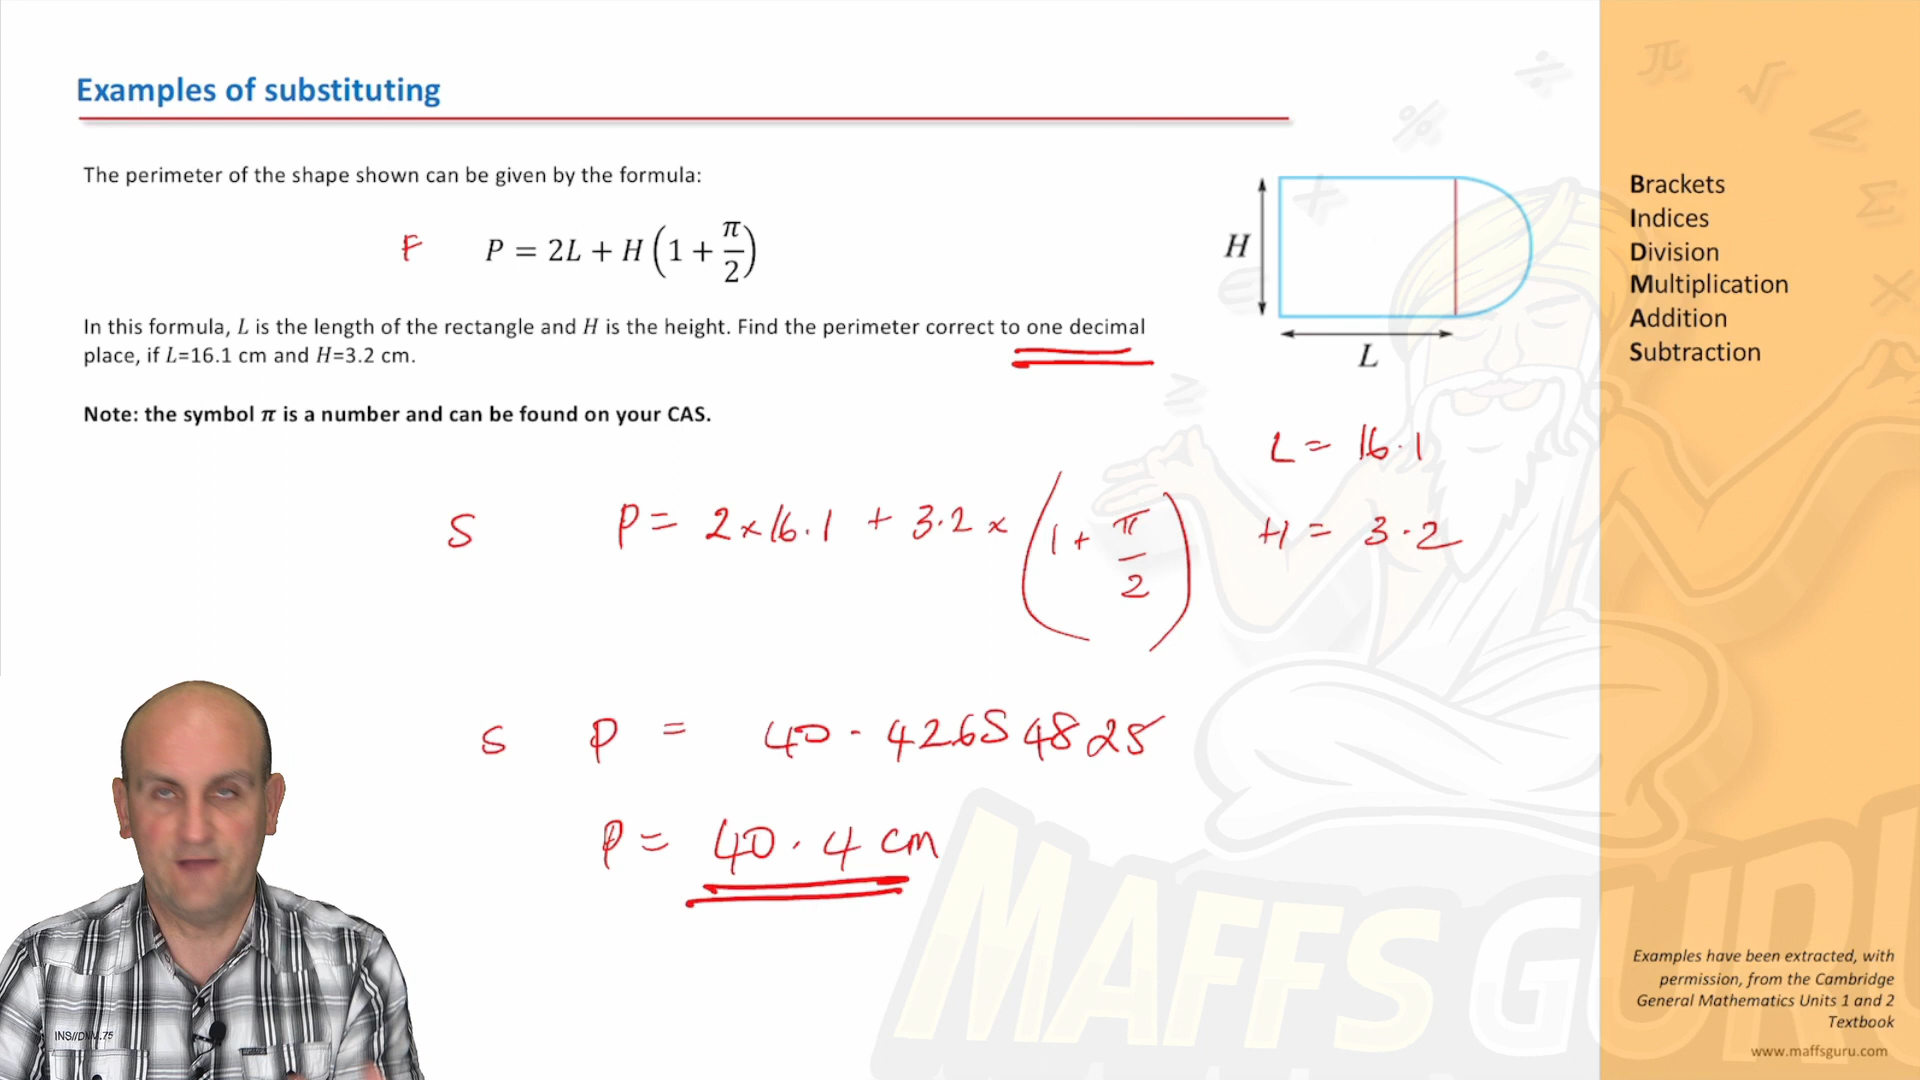 Examples of substituting
The perimeter of the shape shown can be given by the formula:
F P = 2L + H (1 + π/2)
In this formula, L is the length of the rectangle and H is the height. Find the perimeter correct to one decimal
place, if L=16.1 cm and H=3.2 cm.
Note: the symbol π is a number and can be found on your CAS.
H
L
L = 16.1
H = 3.2
S P = 2 × 16.1 + 3.2 × (1 + π/2)
S P = 40.42654825
P = 40.4 cm
Brackets
Indices
Division
Multiplication
Addition
Subtraction
MAFFS GURU
INS//DNM.75
Examples have been extracted, with
permission, from the Cambridge
General Mathematics Units 1 and 2
Textbook
www.maffsguru.com